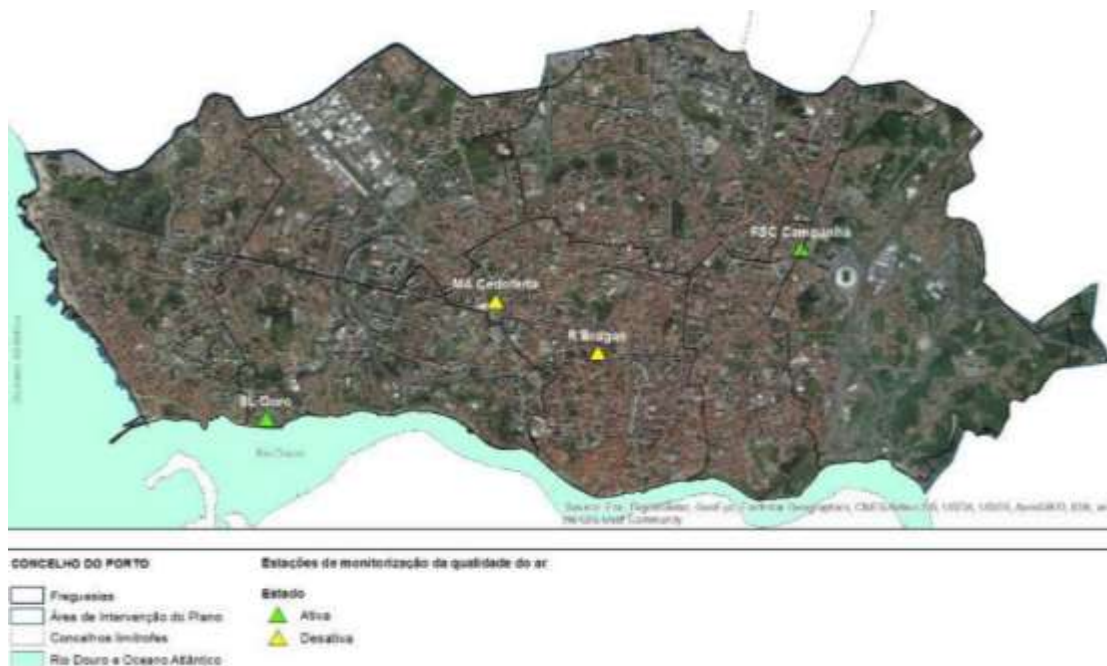 FSC Campanhã
MA Cedofeita
R Bragan
SL Ouro
Rio Douro
CONCELHO DO PORTO
Freguesias
Área de Intervenção do Plano
Concelhos limítrofes
Rio Douro e Oceano Atlântico
Estações de monitorização da qualidade do ar
Estado
Ativa
Desativa